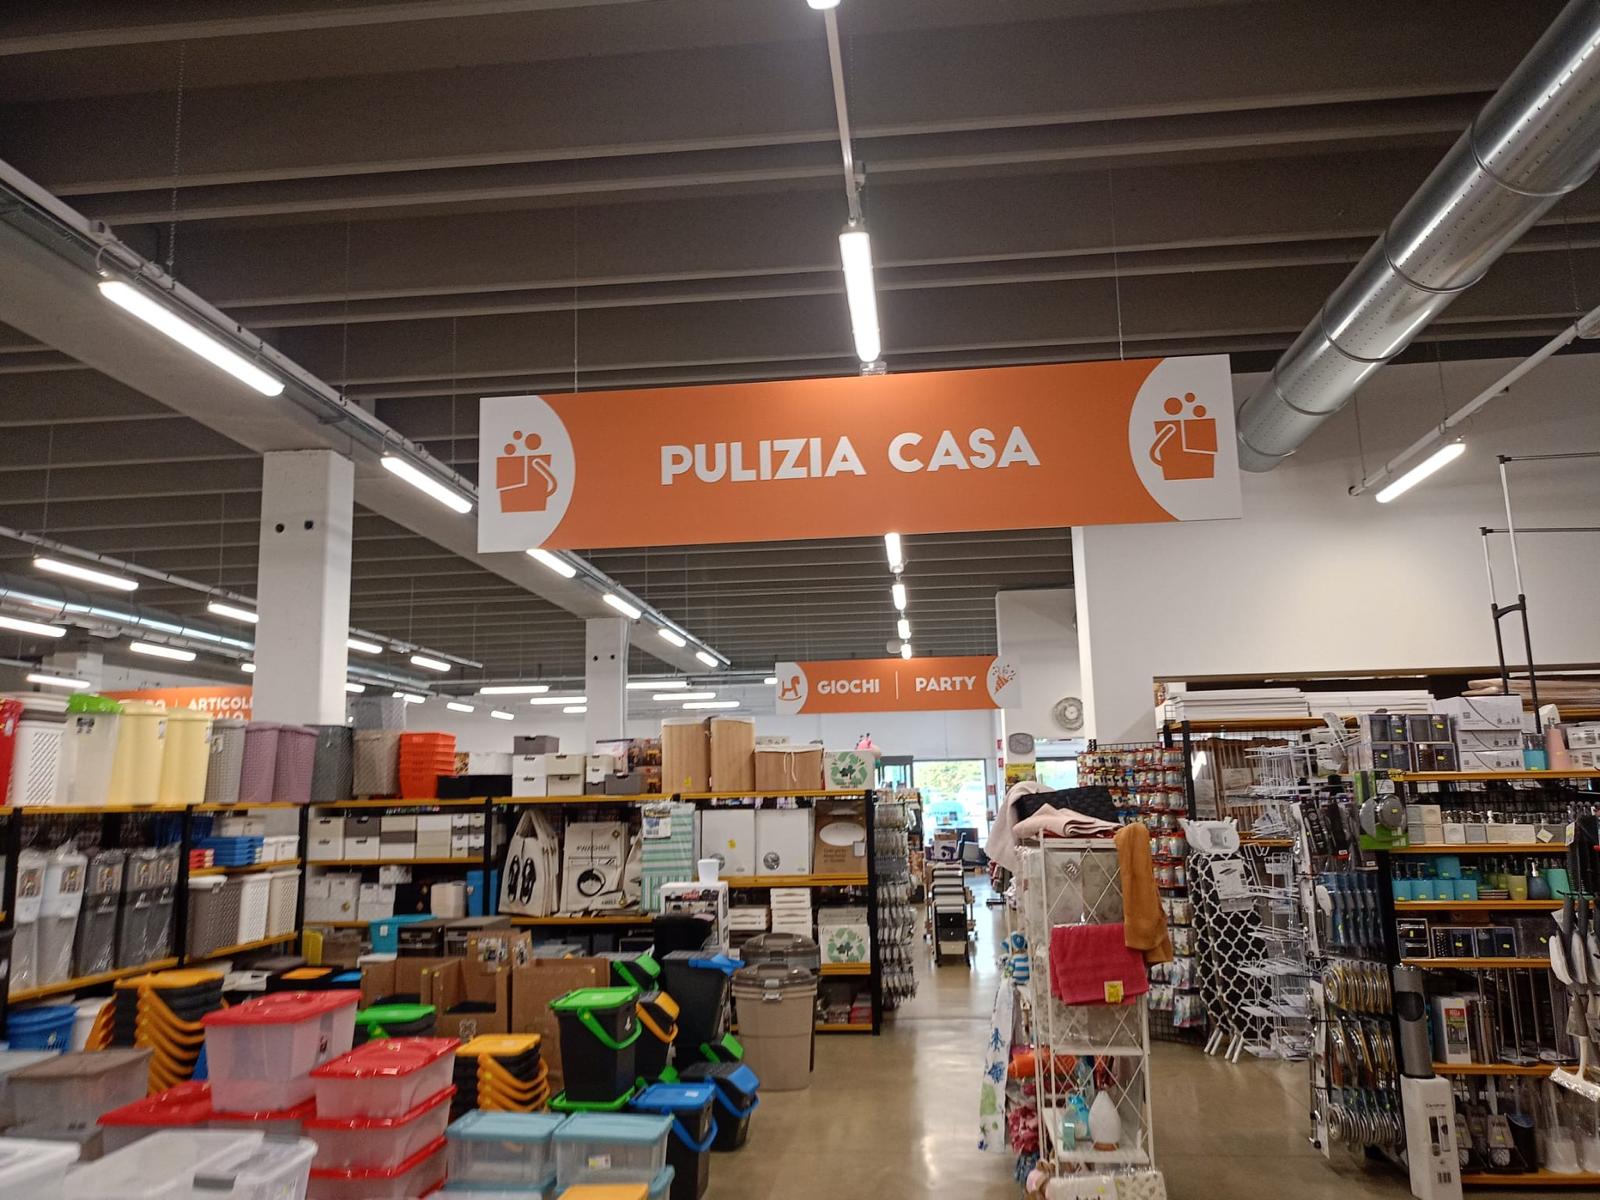 PULIZIA CASA
GIOCHI | PARTY
ARTICOLI